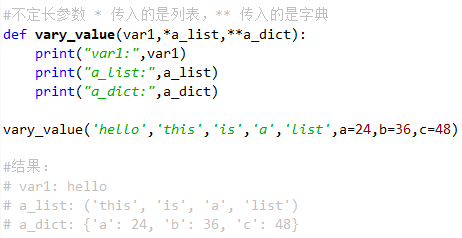 #不定长参数 * 传入的是列表，** 传入的是字典
def vary_value(var1,*a_list,**a_dict):
    print("var1:",var1)
    print("a_list:",a_list)
    print("a_dict:",a_dict)
vary_value('hello','this','is','a','list',a=24,b=36,c=48)
#结果：
# var1: hello
# a_list: ('this', 'is', 'a', 'list')
# a_dict: {'a': 24, 'b': 36, 'c': 48}